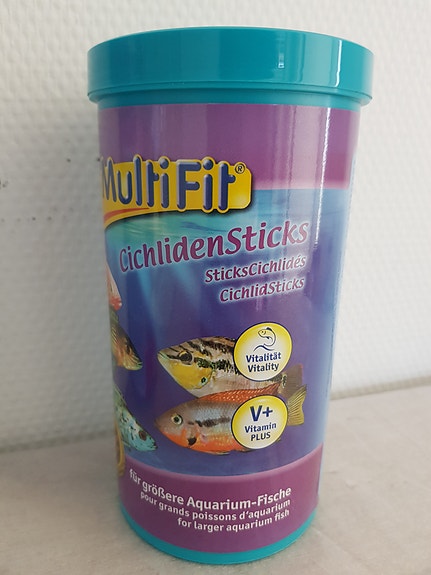 MultiFit®
CichlidenSticks
SticksCichlidés
CichlidSticks
Vitalität
Vitality
V+
Vitamin
PLUS
für größere Aquarium-Fische
pour grands poissons d'aquarium
for larger aquarium fish